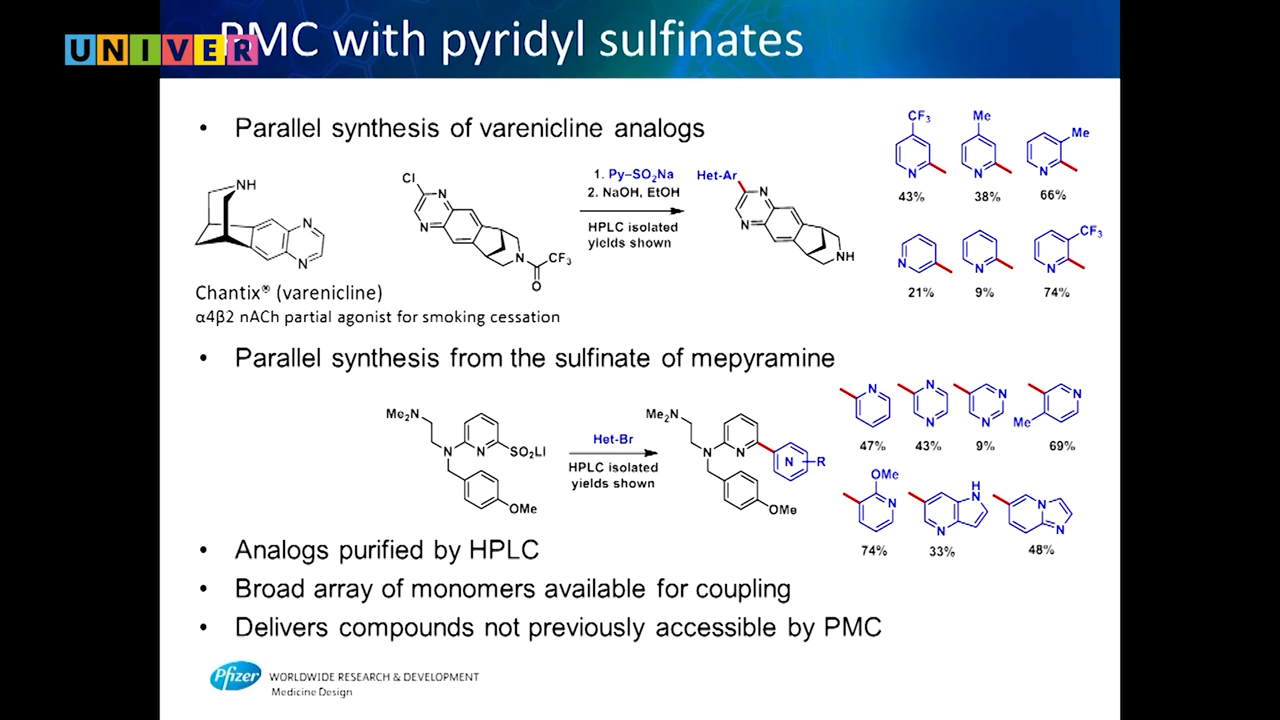 UNIVER
PMC with pyridyl sulfinates
• Parallel synthesis of varenicline analogs
NH
N
N
Chantix® (varenicline)
α4β2 nACh partial agonist for smoking cessation
Cl
N
N
N
CF3
O
1. Py–SO2Na
2. NaOH, EtOH
HPLC isolated
yields shown
Het-Ar
N
N
NH
CF3
N
43%
Me
N
38%
Me
N
66%
N
21%
N
9%
CF3
N
74%
• Parallel synthesis from the sulfinate of mepyramine
Me2N
N
N
SO2LI
OMe
Het-Br
HPLC isolated
yields shown
Me2N
N
N
N
R
OMe
N
47%
N
N
43%
N
N
9%
N
Me
69%
OMe
N
74%
H
N
N
33%
N
N
48%
• Analogs purified by HPLC
• Broad array of monomers available for coupling
• Delivers compounds not previously accessible by PMC
Pfizer
WORLDWIDE RESEARCH & DEVELOPMENT
Medicine Design